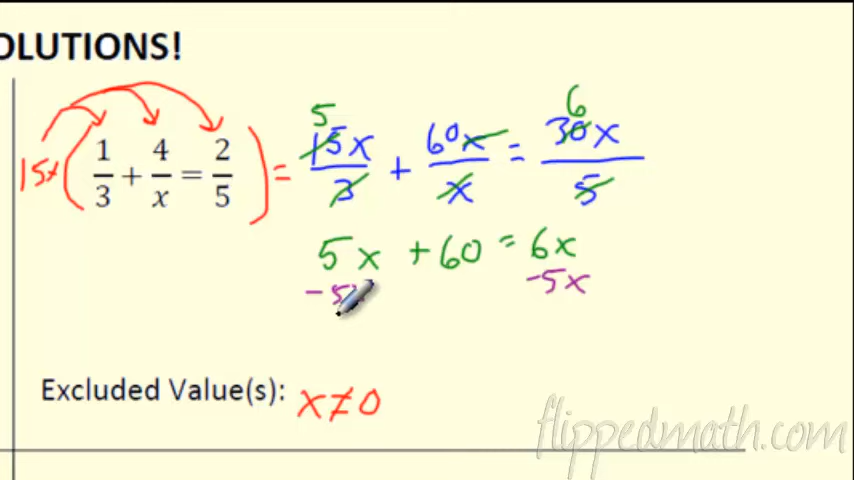 OLUTIONS!
15x ( 1/3 + 4/x = 2/5 ) = 5 15x/3 + 60x/x = 6 30x/5
5x + 60 = 6x
-5x -5x
Excluded Value(s): x≠0
flippedmath.com